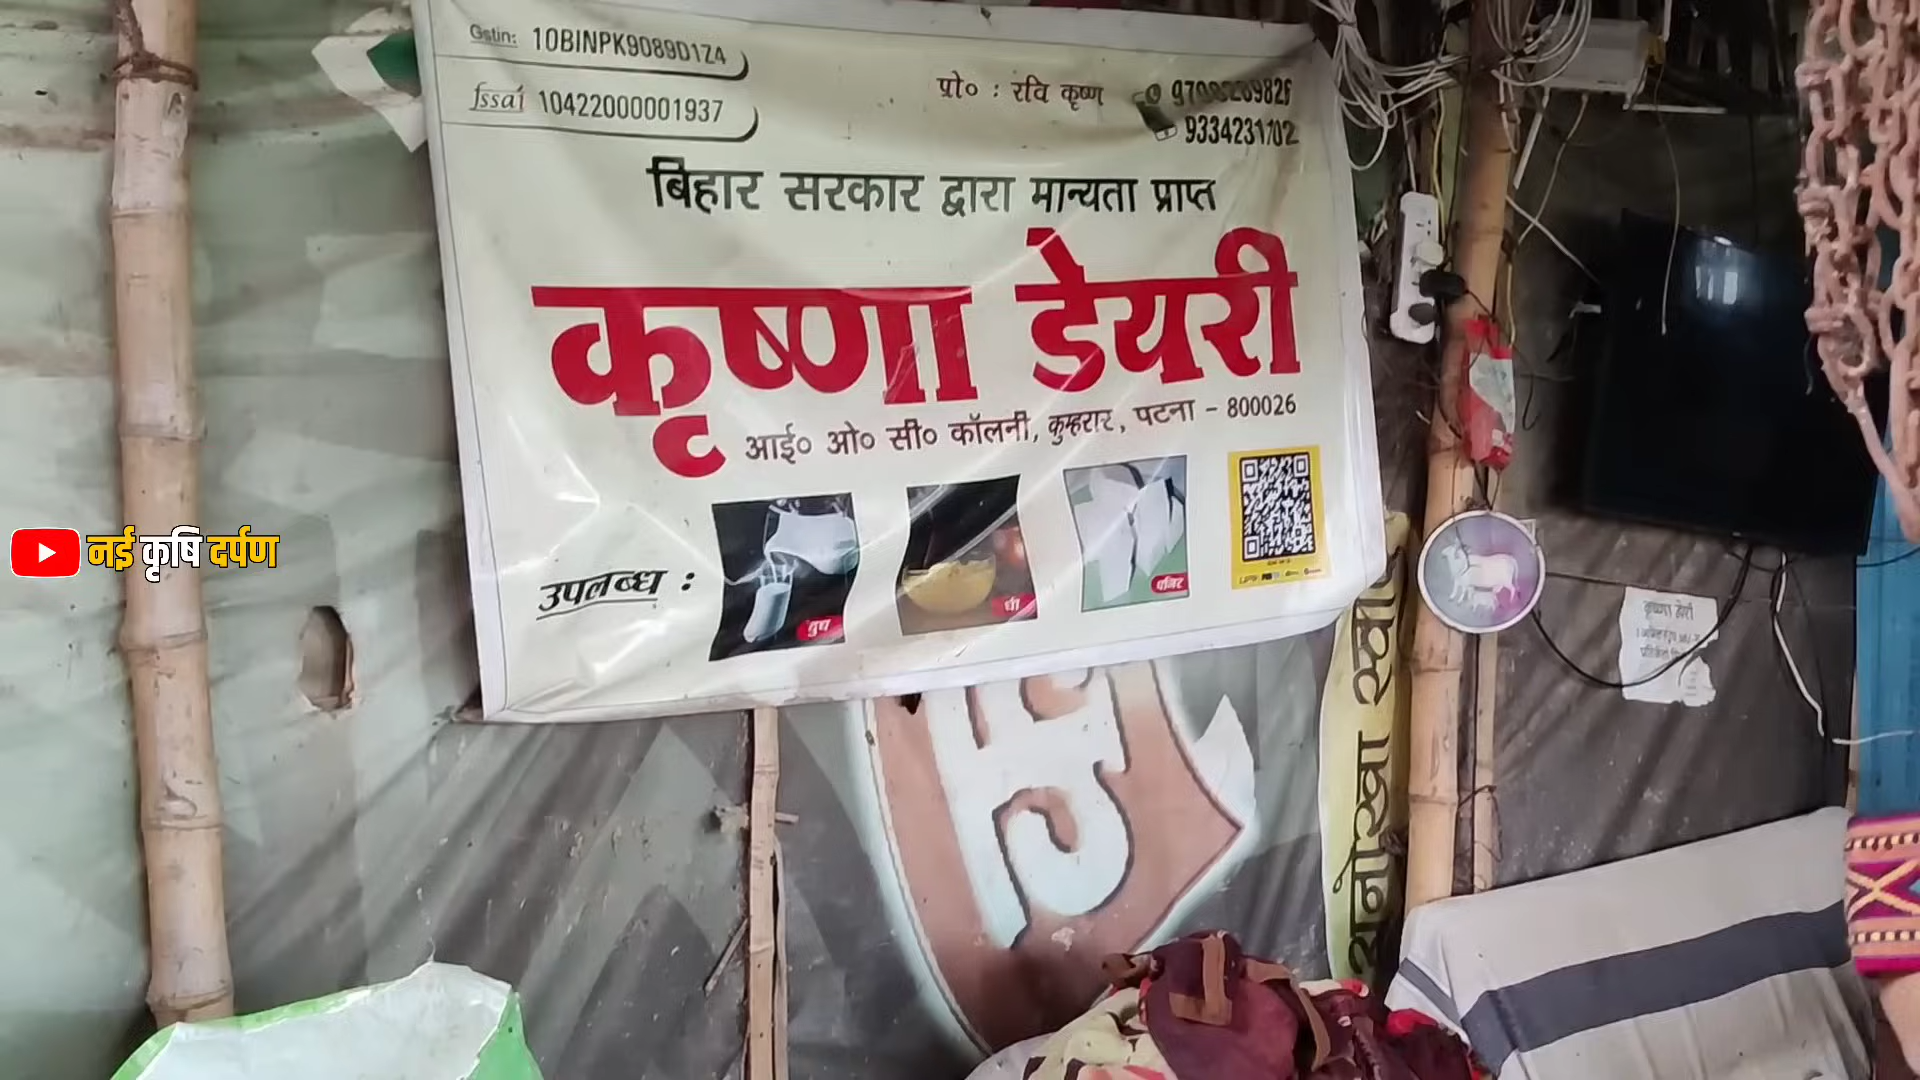 Gstin: 10BINPK9089D1Z4
fssai 10422000001937
प्रो० : रवि कृष्ण
9334231702
बिहार सरकार द्वारा मान्यता प्राप्त
कृष्णा डेयरी
आई० ओ० सी० कॉलनी, कुम्हरार, पटना - 800026
उपलब्ध :
दुध
घी
पनिर
नई कृषि दर्पण
अनोखा
कृष्णा डेरी